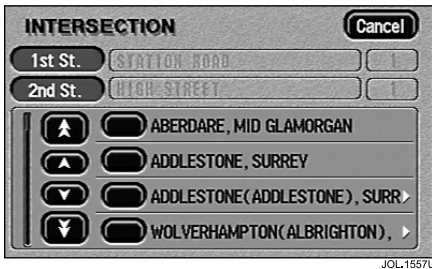 INTERSECTION Cancel
1st St. STATION ROAD 1
2nd St. HIGH STREET 1
ABERDARE, MID GLAMORGAN
ADDLESTONE, SURREY
ADDLESTONE(ADDLESTONE), SURR
WOLVERHAMPTON(ALBRIGHTON),
JOL.1557U